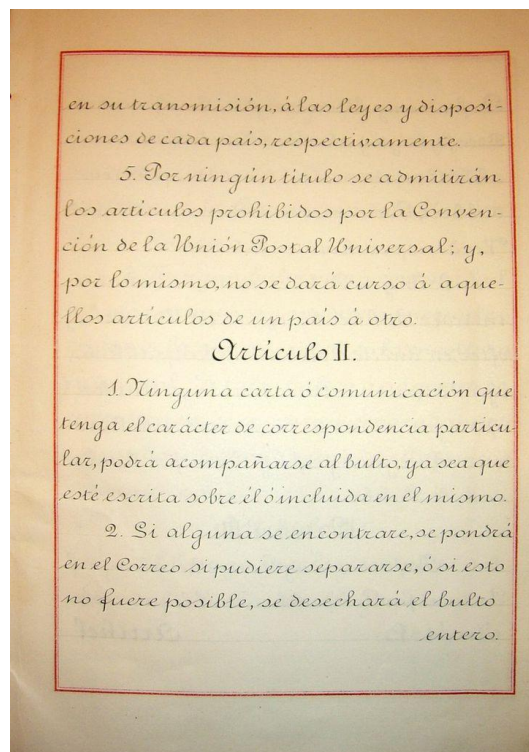 en su transmisión, á las leyes y disposi-
ciones de cada país, respectivamente.
5. Por ningún título se admitirán
los artículos prohibidos por la Conven-
ción de la Unión Postal Universal; y,
por lo mismo, no se dará curso á aque-
llos artículos de un país á otro.
Artículo II.
1. Ninguna carta ó comunicación que
tenga el carácter de correspondencia particu
lar, podrá acompañarse al bulto, ya sea que
esté escrita sobre él ó incluida en el mismo.
2. Si alguna se encontrare, se pondrá
en el Correo si pudiere separarse, ó si esto
no fuere posible, se desechará el bulto
entero.